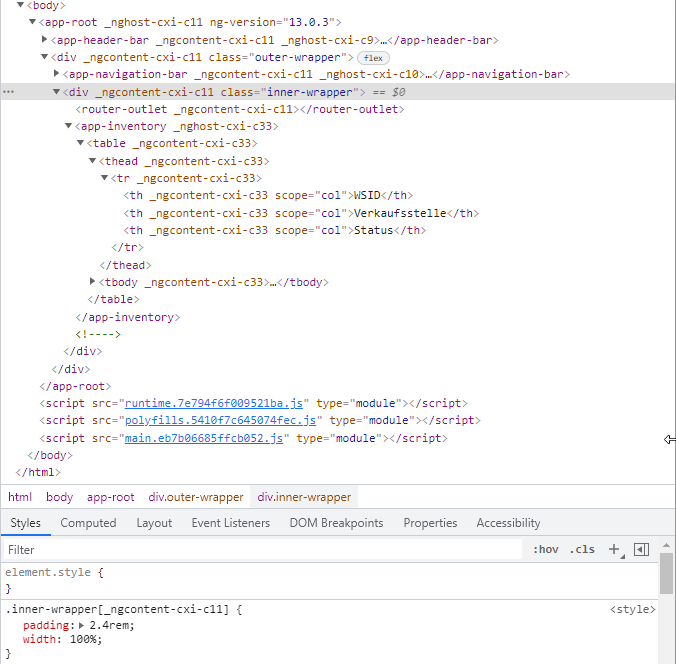 <body>
<app-root _nghost-cxi-c11 ng-version="13.0.3">
<app-header-bar _ngcontent-cxi-c11 _nghost-cxi-c9>…</app-header-bar>
<div _ngcontent-cxi-c11 class="outer-wrapper"> flex
<app-navigation-bar _ngcontent-cxi-c11 _nghost-cxi-c10>…</app-navigation-bar>
<div _ngcontent-cxi-c11 class="inner-wrapper"> == $0
<router-outlet _ngcontent-cxi-c11></router-outlet>
<app-inventory _nghost-cxi-c33>
<table _ngcontent-cxi-c33>
<thead _ngcontent-cxi-c33>
<tr _ngcontent-cxi-c33>
<th _ngcontent-cxi-c33 scope="col">WSID</th>
<th _ngcontent-cxi-c33 scope="col">Verkaufsstelle</th>
<th _ngcontent-cxi-c33 scope="col">Status</th>
</tr>
</thead>
<tbody _ngcontent-cxi-c33>…</tbody>
</table>
</app-inventory>
<!---->
</div>
</div>
</app-root>
<script src="runtime.7e794f6f009521ba.js" type="module"></script>
<script src="polyfills.5410f7c645074fec.js" type="module"></script>
<script src="main.eb7b06685ffcb052.js" type="module"></script>
</body>
</html>
html body app-root div.outer-wrapper div.inner-wrapper
Styles Computed Layout Event Listeners DOM Breakpoints Properties Accessibility
Filter :hov .cls +
element.style {
}
.inner-wrapper[_ngcontent-cxi-c11] { <style>
padding: 2.4rem;
width: 100%;
}